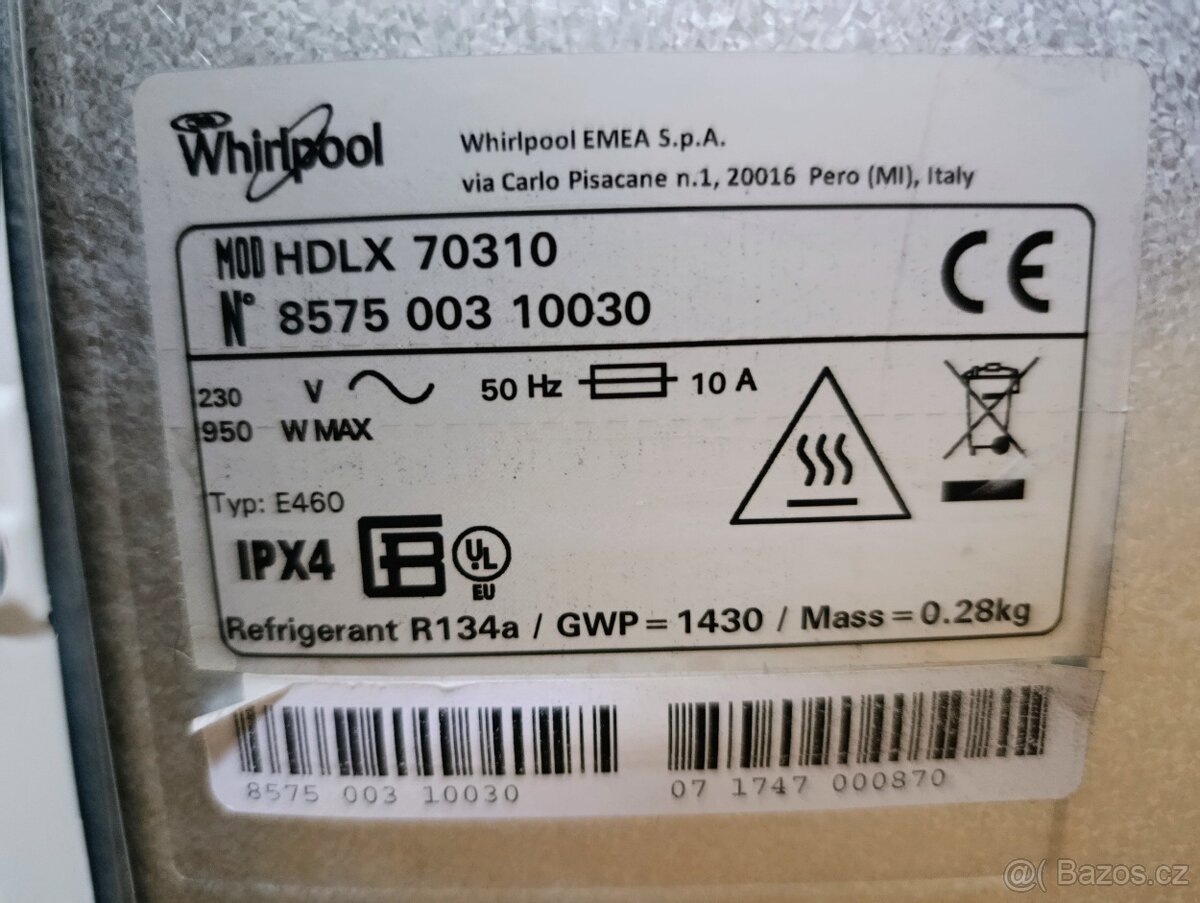 Whirlpool
Whirlpool EMEA S.p.A.
via Carlo Pisacane n.1, 20016 Pero (MI), Italy
MOD HDLX 70310
N° 8575 003 10030
CE
230 V 50 Hz 10 A
950 W MAX
Typ: E460
IPX4
UL
EU
Refrigerant R134a / GWP = 1430 / Mass = 0.28kg
8575 003 10030
07 1747 000870
@( Bazos.cz